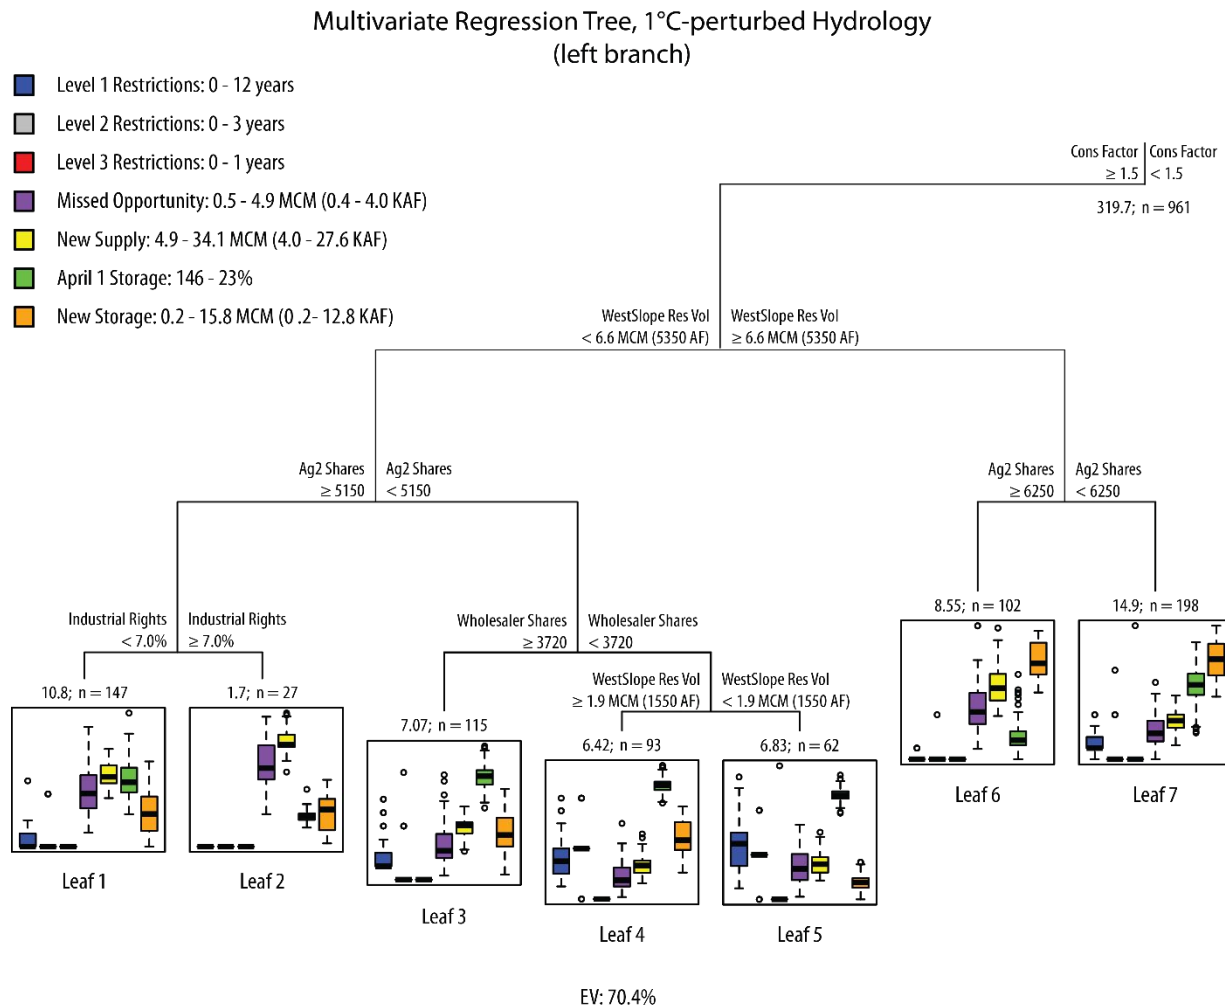 Multivariate Regression Tree, 1°C-perturbed Hydrology
(left branch)
Level 1 Restrictions: 0 - 12 years
Level 2 Restrictions: 0 - 3 years
Level 3 Restrictions: 0 - 1 years
Missed Opportunity: 0.5 - 4.9 MCM (0.4 - 4.0 KAF)
New Supply: 4.9 - 34.1 MCM (4.0 - 27.6 KAF)
April 1 Storage: 146 - 23%
New Storage: 0.2 - 15.8 MCM (0 .2- 12.8 KAF)
Cons Factor Cons Factor
≥ 1.5 < 1.5
319.7; n = 961
WestSlope Res Vol WestSlope Res Vol
< 6.6 MCM (5350 AF) ≥ 6.6 MCM (5350 AF)
Ag2 Shares Ag2 Shares
≥ 5150 < 5150
Ag2 Shares Ag2 Shares
≥ 6250 < 6250
Industrial Rights Industrial Rights
< 7.0% ≥ 7.0%
Wholesaler Shares Wholesaler Shares
≥ 3720 < 3720
WestSlope Res Vol WestSlope Res Vol
≥ 1.9 MCM (1550 AF) < 1.9 MCM (1550 AF)
10.8; n = 147
Leaf 1
1.7; n = 27
Leaf 2
7.07; n = 115
Leaf 3
6.42; n = 93
Leaf 4
6.83; n = 62
Leaf 5
8.55; n = 102
Leaf 6
14.9; n = 198
Leaf 7
EV: 70.4%